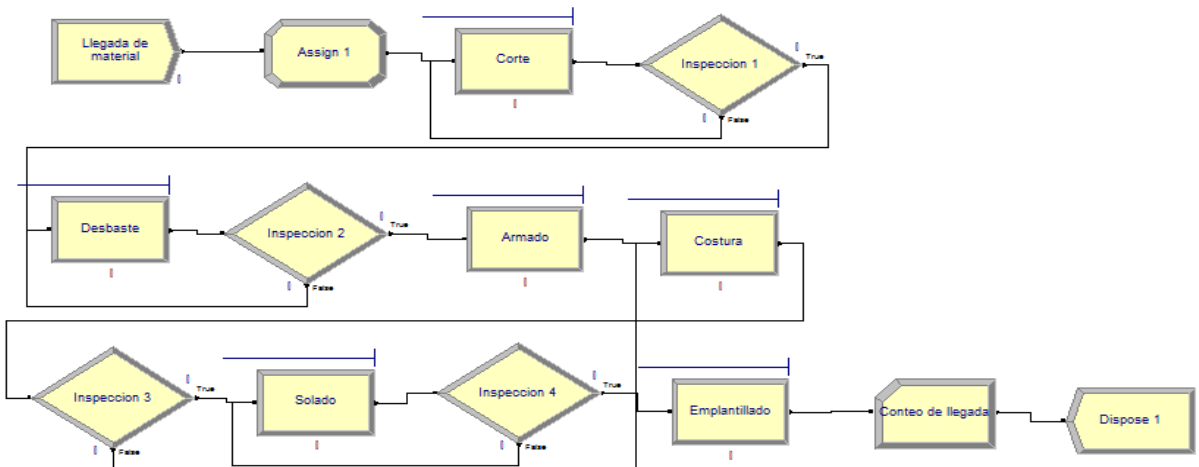 Llegada de
material
Assign 1
Corte
Inspeccion 1
True
False
Desbaste
Inspeccion 2
True
False
Armado
Costura
Inspeccion 3
True
False
Solado
Inspeccion 4
True
False
Emplantillado
Conteo de llegada
Dispose 1